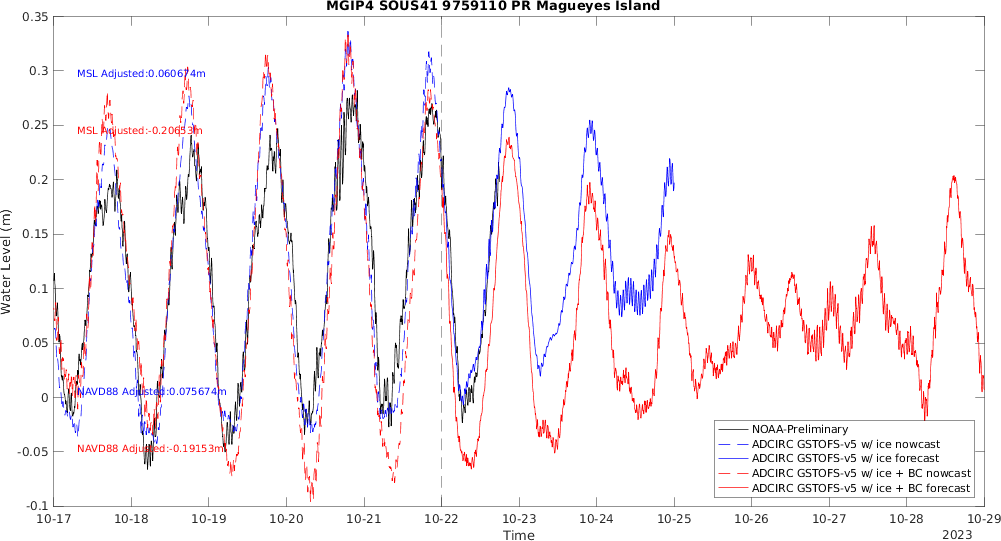 MGIP4 SOUS41 9759110 PR Magueyes Island
0.35
0.3
0.25
0.2
0.15
0.1
0.05
0
-0.05
-0.1
Water Level (m)
MSL Adjusted:0.060674m
MSL Adjusted:-0.20653m
NAVD88 Adjusted:0.075674m
NAVD88 Adjusted:-0.19153m
NOAA-Preliminary
ADCIRC GSTOFS-v5 w/ ice nowcast
ADCIRC GSTOFS-v5 w/ ice forecast
ADCIRC GSTOFS-v5 w/ ice + BC nowcast
ADCIRC GSTOFS-v5 w/ ice + BC forecast
10-17 10-18 10-19 10-20 10-21 10-22 10-23 10-24 10-25 10-26 10-27 10-28 10-29
Time
2023